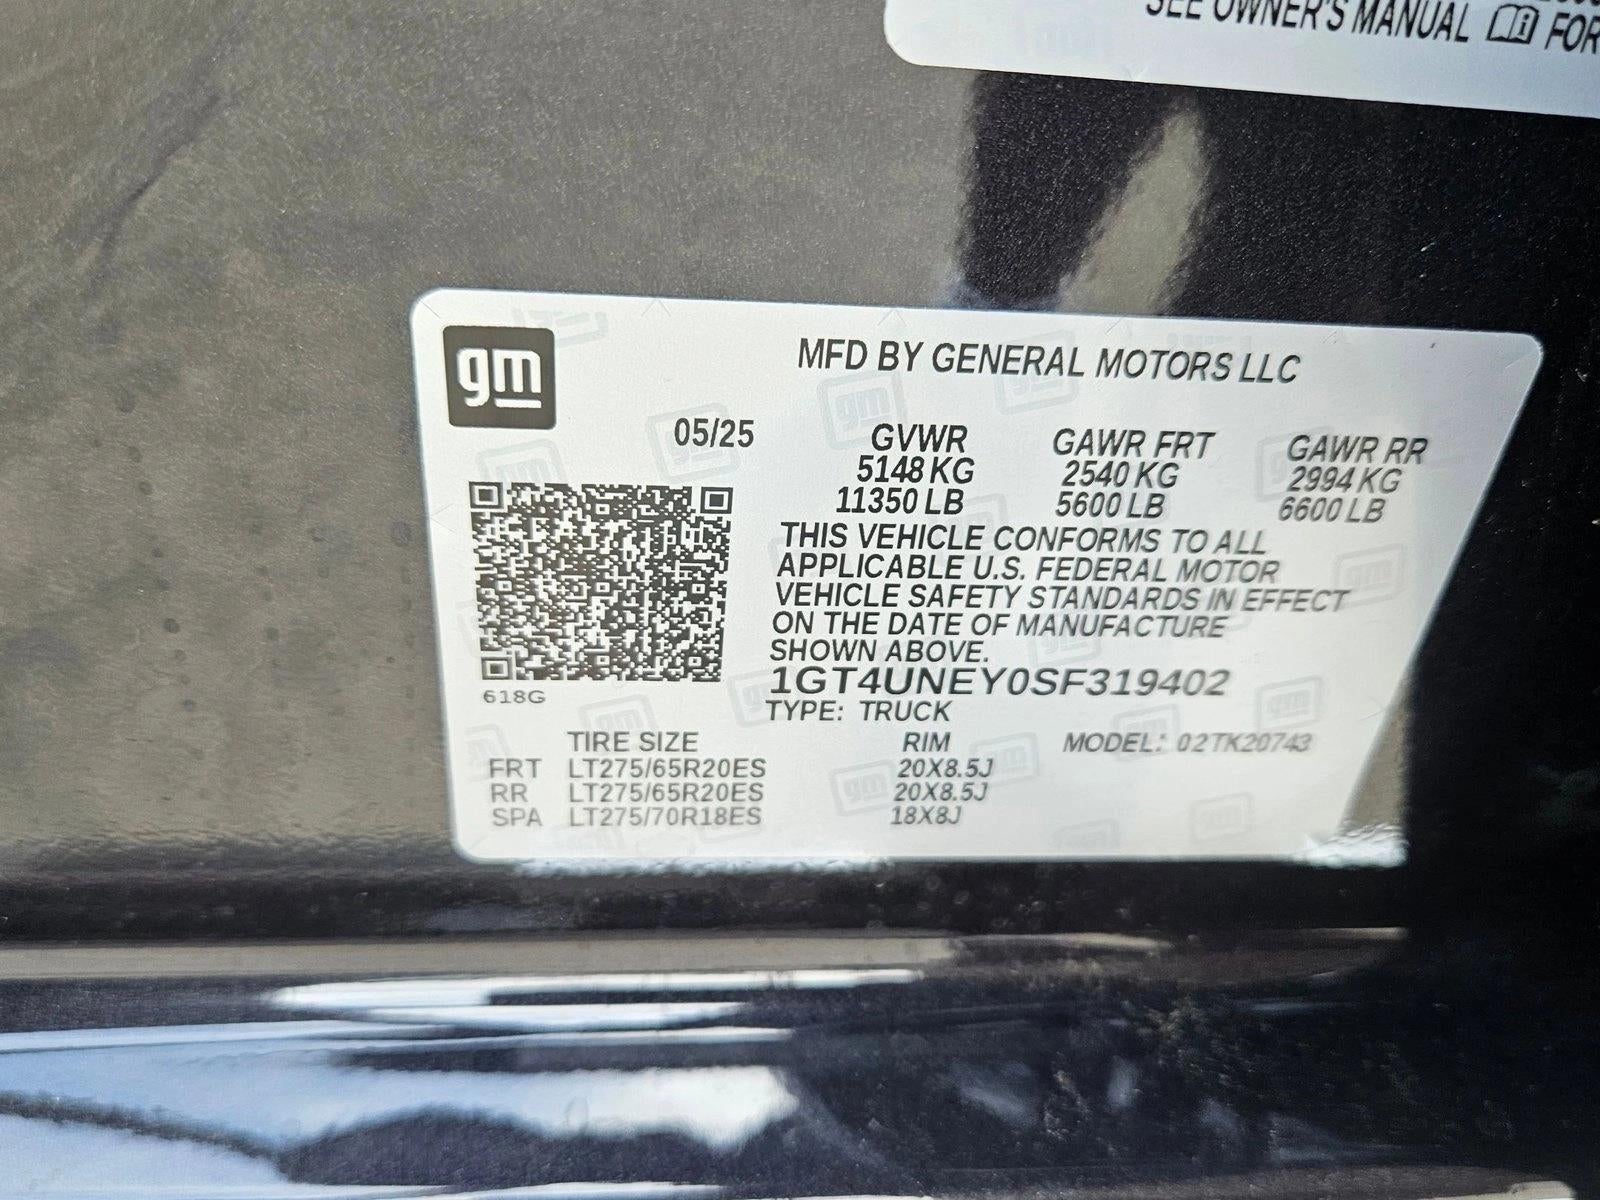 SEE OWNER'S MANUAL FOR
gm
MFD BY GENERAL MOTORS LLC
05/25 GVWR GAWR FRT GAWR RR
5148 KG 2540 KG 2994 KG
11350 LB 5600 LB 6600 LB
THIS VEHICLE CONFORMS TO ALL
APPLICABLE U.S. FEDERAL MOTOR
VEHICLE SAFETY STANDARDS IN EFFECT
ON THE DATE OF MANUFACTURE
SHOWN ABOVE.
1GT4UNEY0SF319402
618G
TYPE: TRUCK
TIRE SIZE RIM MODEL: 02TK20743
FRT LT275/65R20ES 20X8.5J
RR LT275/65R20ES 20X8.5J
SPA LT275/70R18ES 18X8J